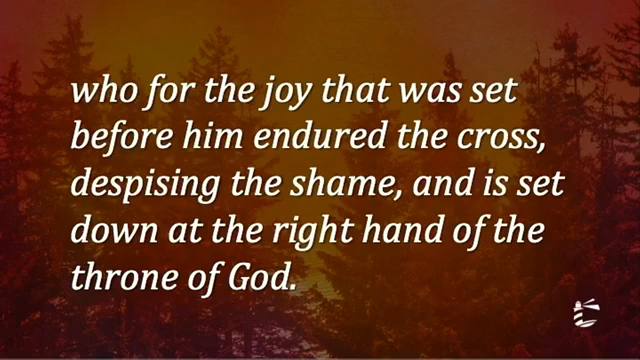 who for the joy that was set
before him endured the cross,
despising the shame, and is set
down at the right hand of the
throne of God.